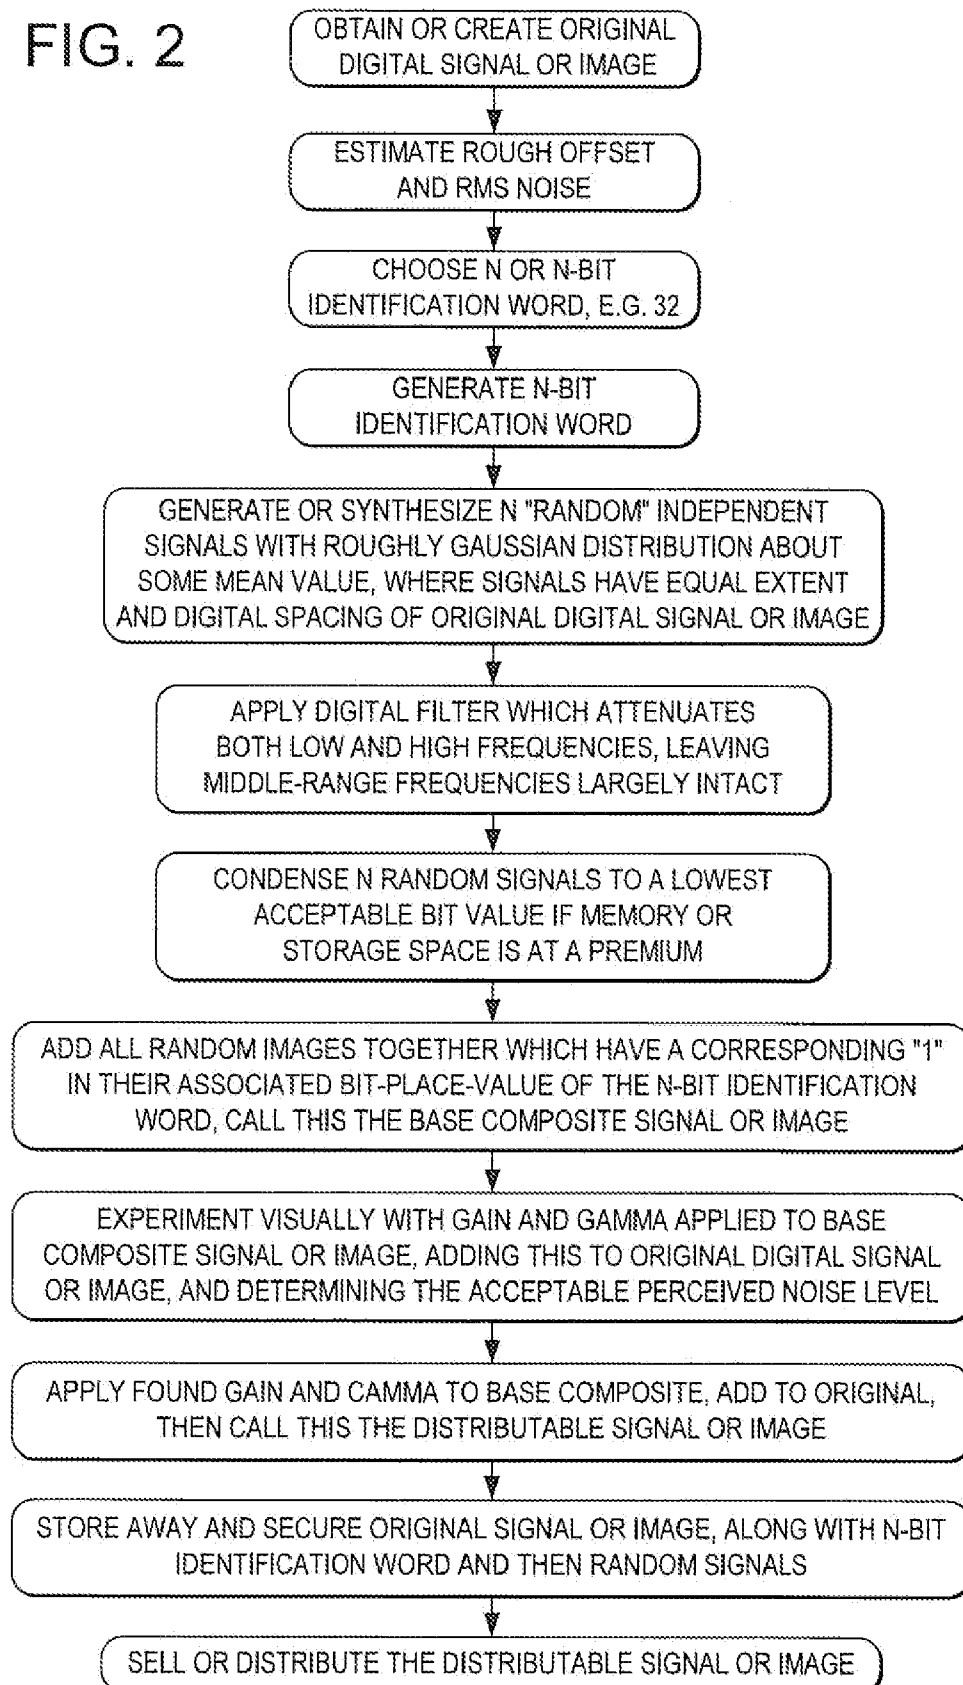 FIG. 2
OBTAIN OR CREATE ORIGINAL
DIGITAL SIGNAL OR IMAGE
ESTIMATE ROUGH OFFSET
AND RMS NOISE
CHOOSE N OR N-BIT
IDENTIFICATION WORD, E.G. 32
GENERATE N-BIT
IDENTIFICATION WORD
GENERATE OR SYNTHESIZE N "RANDOM" INDEPENDENT
SIGNALS WITH ROUGHLY GAUSSIAN DISTRIBUTION ABOUT
SOME MEAN VALUE, WHERE SIGNALS HAVE EQUAL EXTENT
AND DIGITAL SPACING OF ORIGINAL DIGITAL SIGNAL OR IMAGE
APPLY DIGITAL FILTER WHICH ATTENUATES
BOTH LOW AND HIGH FREQUENCIES, LEAVING
MIDDLE-RANGE FREQUENCIES LARGELY INTACT
CONDENSE N RANDOM SIGNALS TO A LOWEST
ACCEPTABLE BIT VALUE IF MEMORY OR
STORAGE SPACE IS AT A PREMIUM
ADD ALL RANDOM IMAGES TOGETHER WHICH HAVE A CORRESPONDING "1"
IN THEIR ASSOCIATED BIT-PLACE-VALUE OF THE N-BIT IDENTIFICATION
WORD, CALL THIS THE BASE COMPOSITE SIGNAL OR IMAGE
EXPERIMENT VISUALLY WITH GAIN AND GAMMA APPLIED TO BASE
COMPOSITE SIGNAL OR IMAGE, ADDING THIS TO ORIGINAL DIGITAL SIGNAL
OR IMAGE, AND DETERMINING THE ACCEPTABLE PERCEIVED NOISE LEVEL
APPLY FOUND GAIN AND CAMMA TO BASE COMPOSITE, ADD TO ORIGINAL,
THEN CALL THIS THE DISTRIBUTABLE SIGNAL OR IMAGE
STORE AWAY AND SECURE ORIGINAL SIGNAL OR IMAGE, ALONG WITH N-BIT
IDENTIFICATION WORD AND THEN RANDOM SIGNALS
SELL OR DISTRIBUTE THE DISTRIBUTABLE SIGNAL OR IMAGE